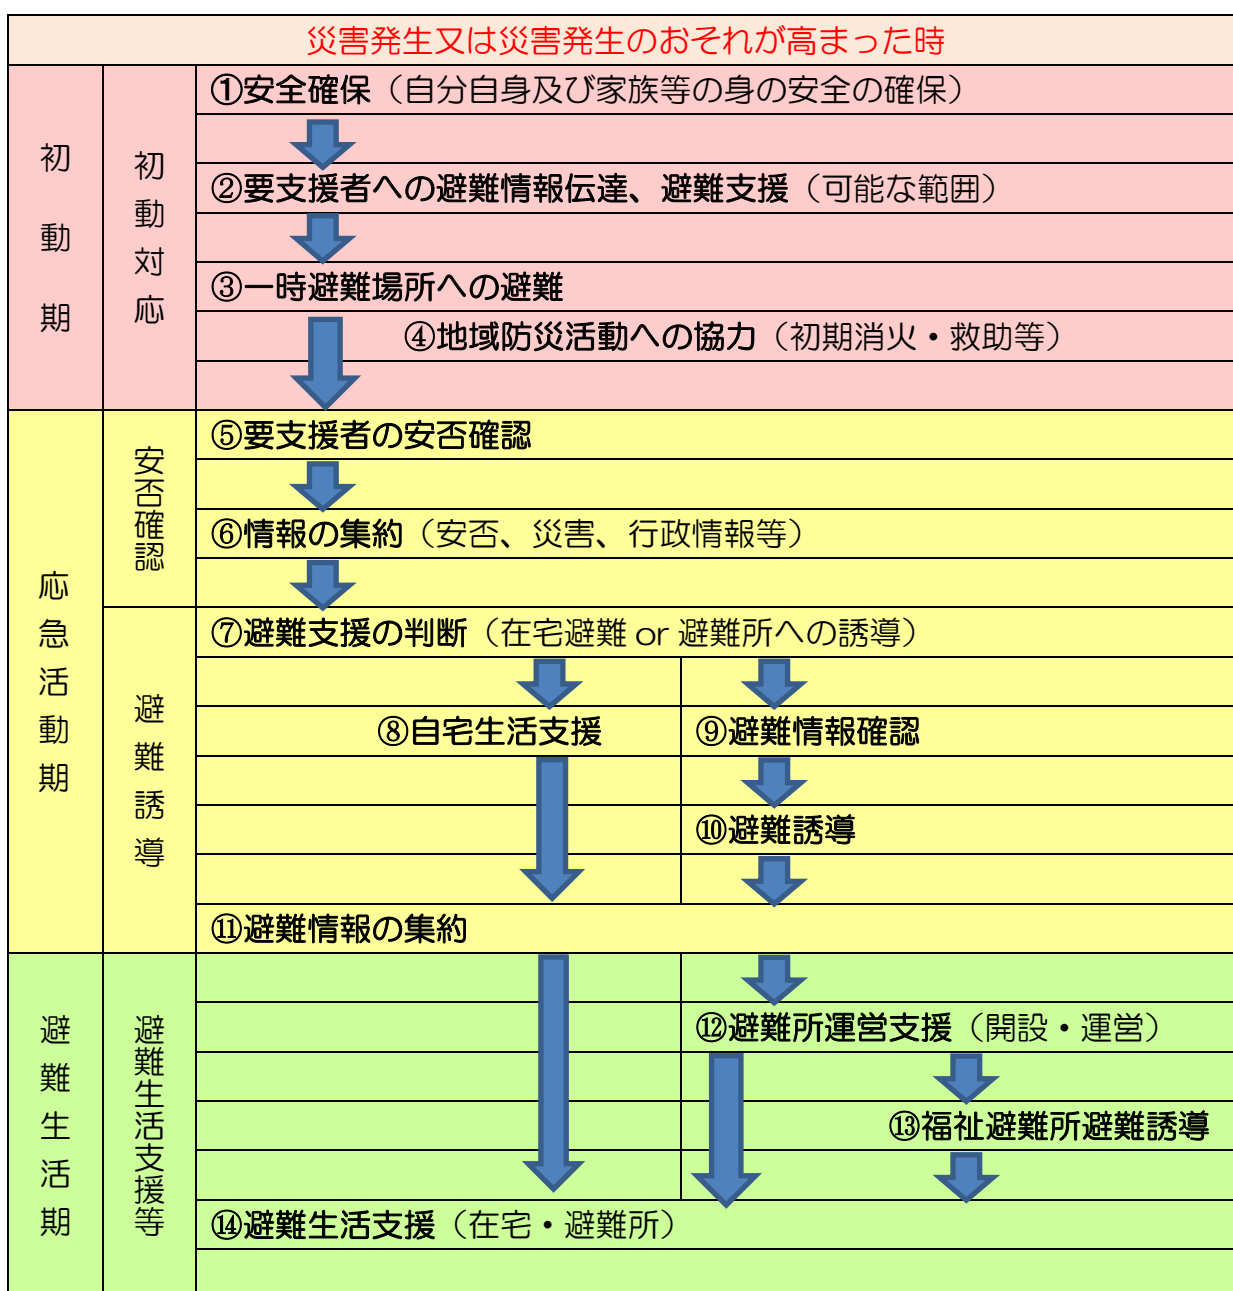 災害発生又は災害発生のおそれが高まった時
初動期
初動対応
①安全確保（自分自身及び家族等の身の安全の確保）
②要支援者への避難情報伝達、避難支援（可能な範囲）
③一時避難場所への避難
④地域防災活動への協力（初期消火・救助等）
応急活動期
安否確認
⑤要支援者の安否確認
⑥情報の集約（安否、災害、行政情報等）
避難誘導
⑦避難支援の判断（在宅避難 or 避難所への誘導）
⑧自宅生活支援
⑨避難情報確認
⑩避難誘導
⑪避難情報の集約
避難生活期
避難生活支援等
⑫避難所運営支援（開設・運営）
⑬福祉避難所避難誘導
⑭避難生活支援（在宅・避難所）